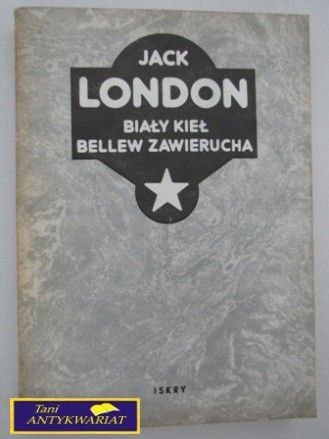 JACK
LONDON
BIAŁY KIEŁ
BELLEW ZAWIERUCHA
ISKRY
Tani
ANTYKWARIAT